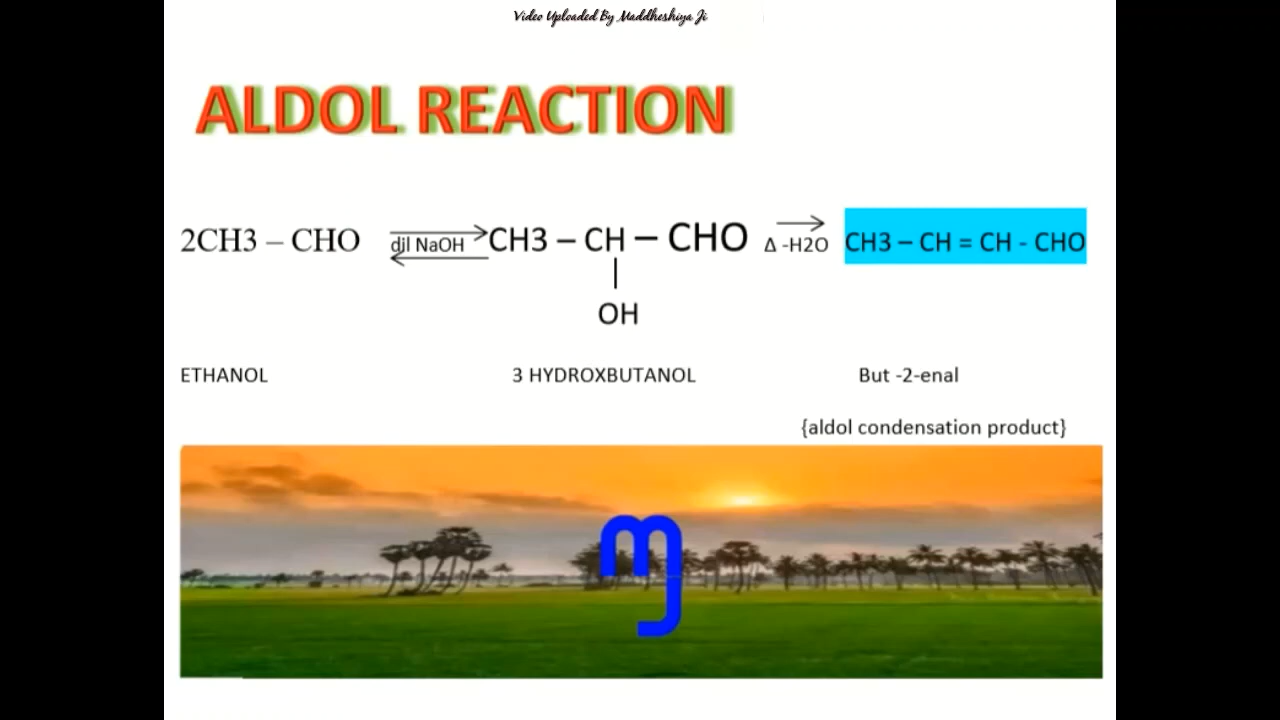 Video Uploaded By Maddheshiya Ji
ALDOL REACTION
2CH3 – CHO dil NaOH CH3 – CH – CHO Δ -H2O CH3 – CH = CH - CHO
|
OH
ETHANOL 3 HYDROXBUTANOL But -2-enal
{aldol condensation product}